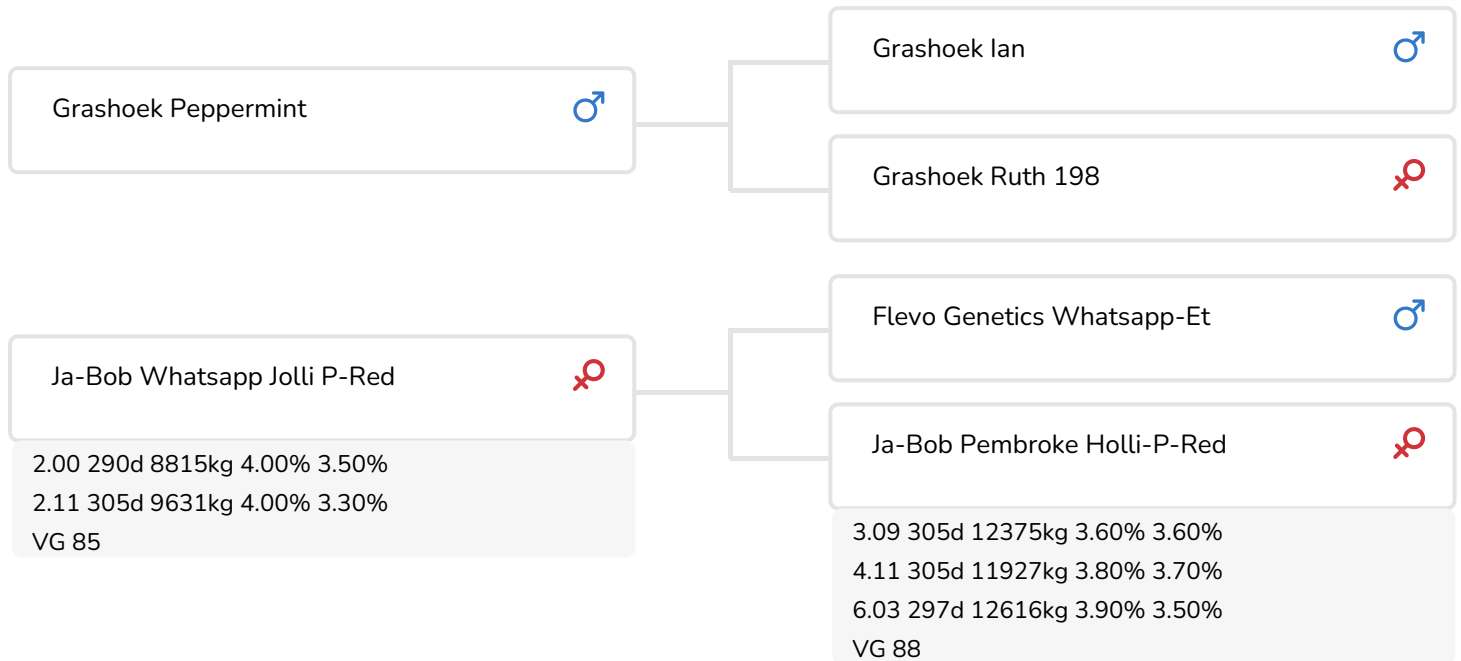 Grashoek Peppermint
Grashoek Ian
Grashoek Ruth 198
Ja-Bob Whatsapp Jolli P-Red
2.00 290d 8815kg 4.00% 3.50%
2.11 305d 9631kg 4.00% 3.30%
VG 85
Flevo Genetics Whatsapp-Et
Ja-Bob Pembroke Holli-P-Red
3.09 305d 12375kg 3.60% 3.60%
4.11 305d 11927kg 3.80% 3.70%
6.03 297d 12616kg 3.90% 3.50%
VG 88